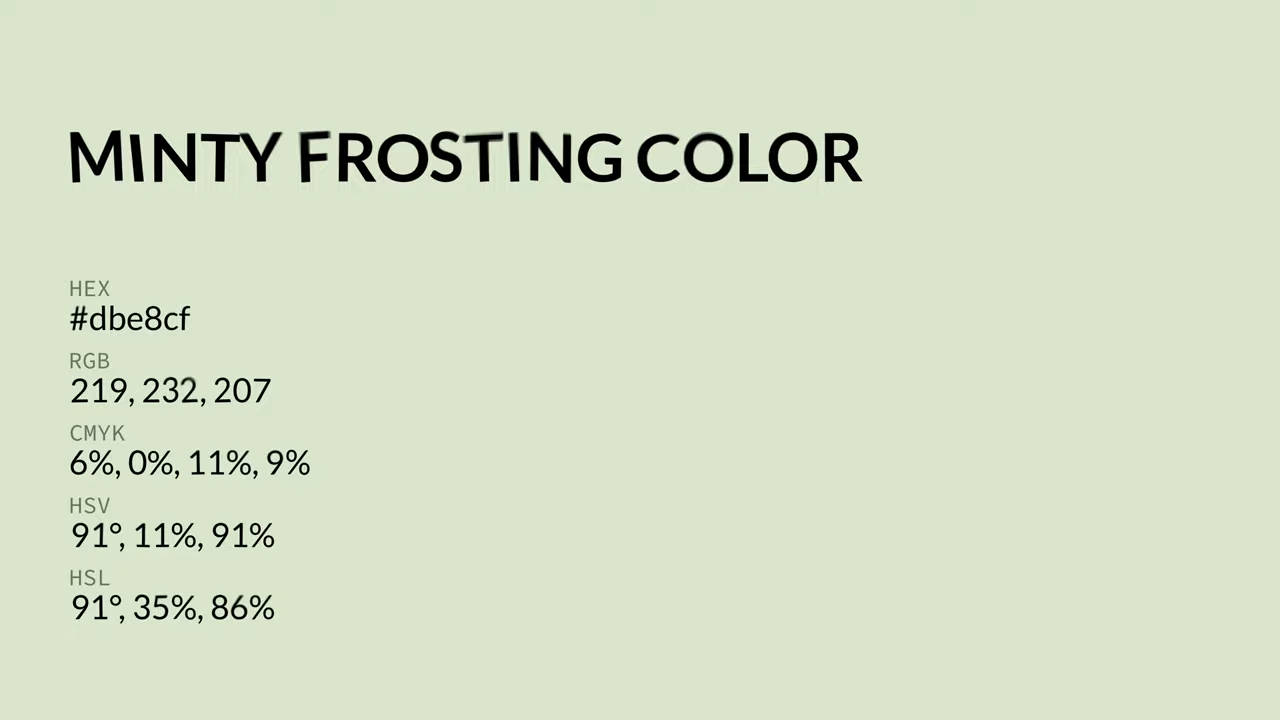 MINTY FROSTING COLOR
HEX
#dbe8cf
RGB
219, 232, 207
CMYK
6%, 0%, 11%, 9%
HSV
91°, 11%, 91%
HSL
91°, 35%, 86%